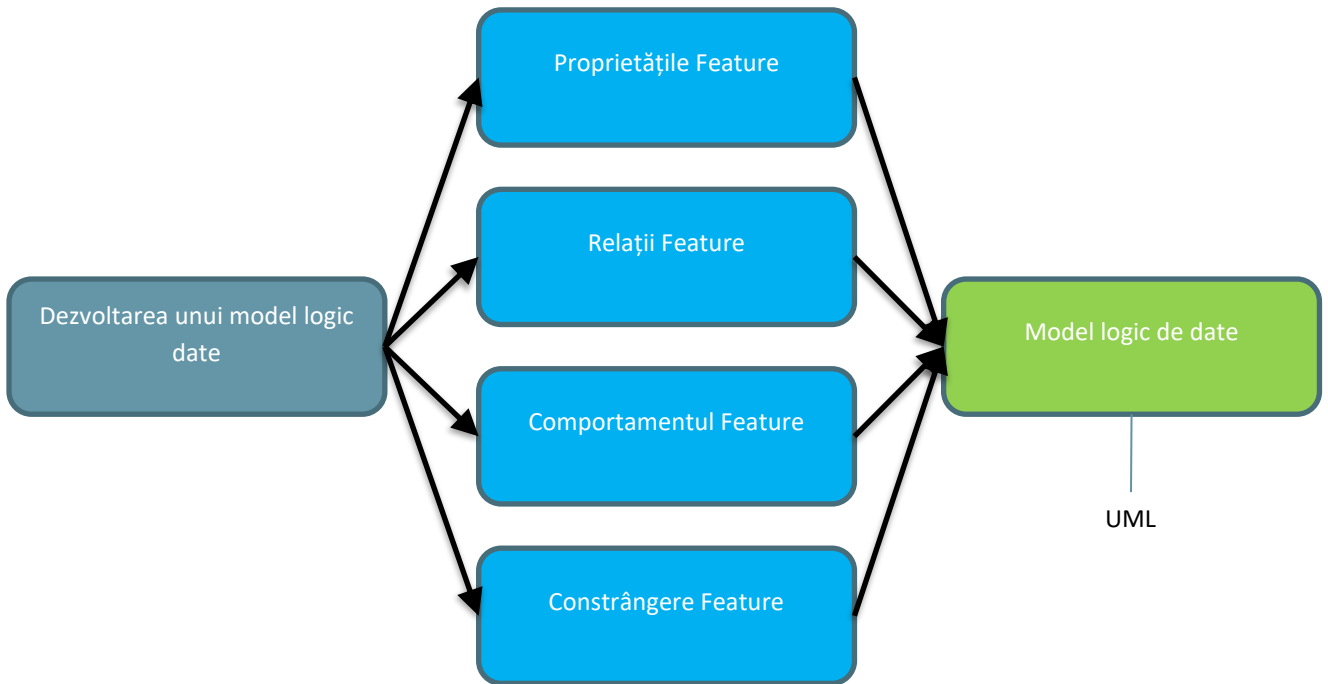 Dezvoltarea unui model logic
date
Proprietățile Feature
Relații Feature
Comportamentul Feature
Constrângere Feature
Model logic de date
UML